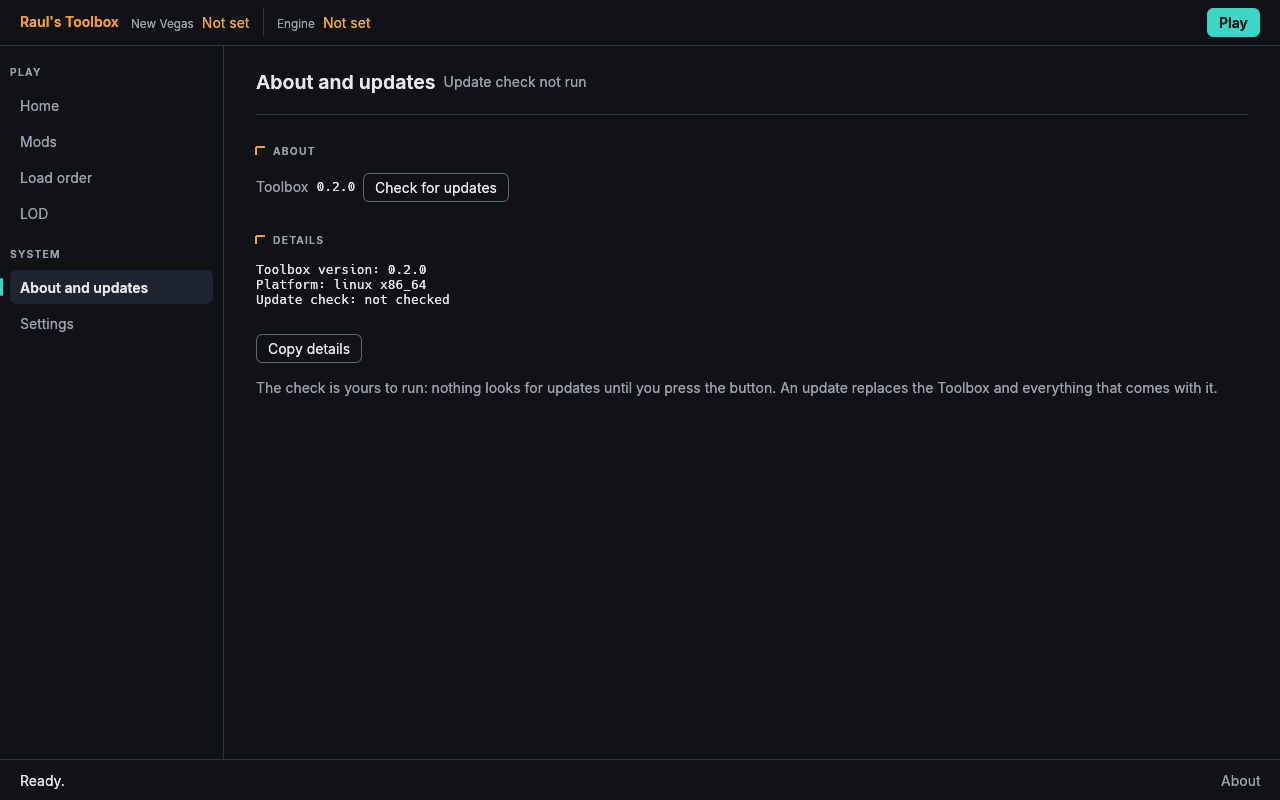 Raul's Toolbox New Vegas Not set Engine Not set Play
PLAY
Home
Mods
Load order
LOD
SYSTEM
About and updates
Settings
About and updates Update check not run
ABOUT
Toolbox 0.2.0 Check for updates
DETAILS
Toolbox version: 0.2.0
Platform: linux x86_64
Update check: not checked
Copy details
The check is yours to run: nothing looks for updates until you press the button. An update replaces the Toolbox and everything that comes with it.
Ready. About